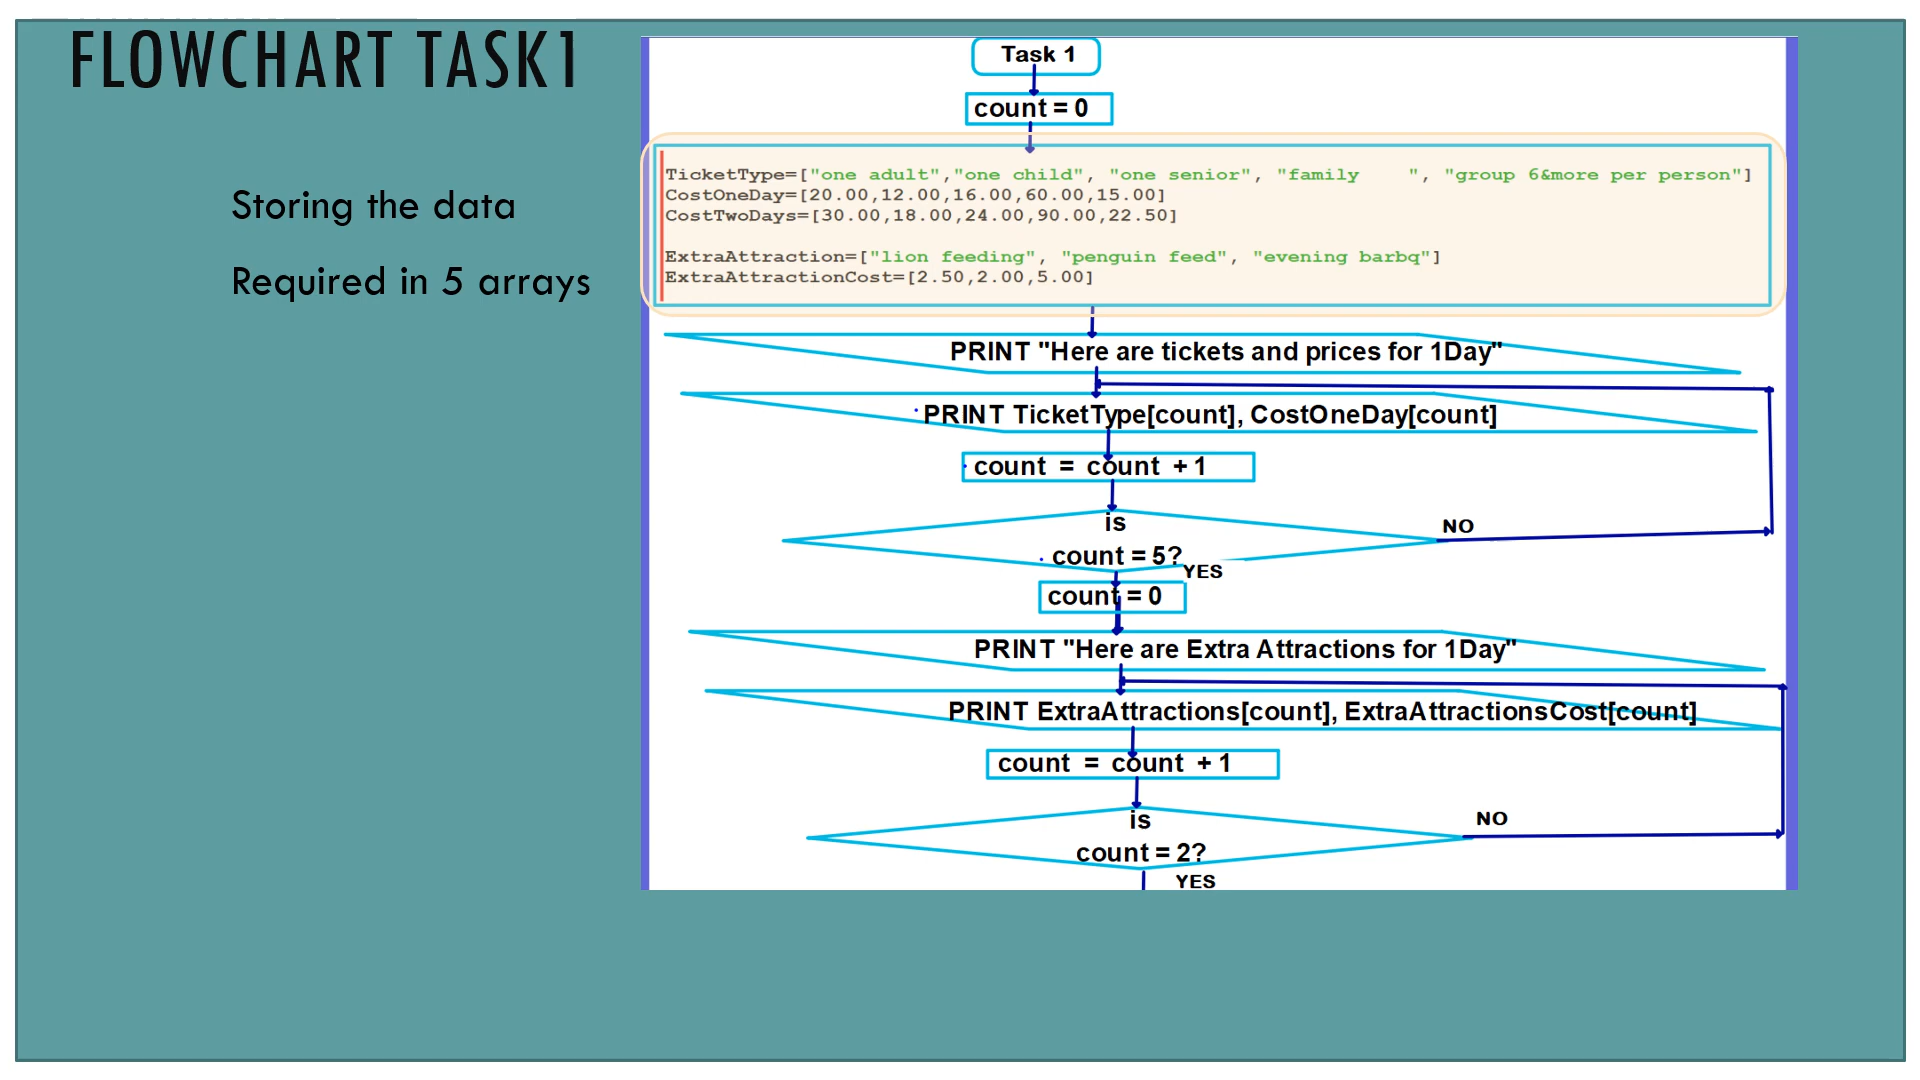 FLOWCHART TASK1
Storing the data
Required in 5 arrays
Task 1
count = 0
TicketType=["one adult","one child", "one senior", "family    ", "group 6&more per person"]
CostOneDay=[20.00,12.00,16.00,60.00,15.00]
CostTwoDays=[30.00,18.00,24.00,90.00,22.50]
ExtraAttraction=["lion feeding", "penguin feed", "evening barbq"]
ExtraAttractionCost=[2.50,2.00,5.00]
PRINT "Here are tickets and prices for 1Day"
PRINT TicketType[count], CostOneDay[count]
count = count + 1
is
NO
count = 5?
YES
count = 0
PRINT "Here are Extra Attractions for 1Day"
PRINT ExtraAttractions[count], ExtraAttractionsCost[count]
count = count + 1
is
NO
count = 2?
YES